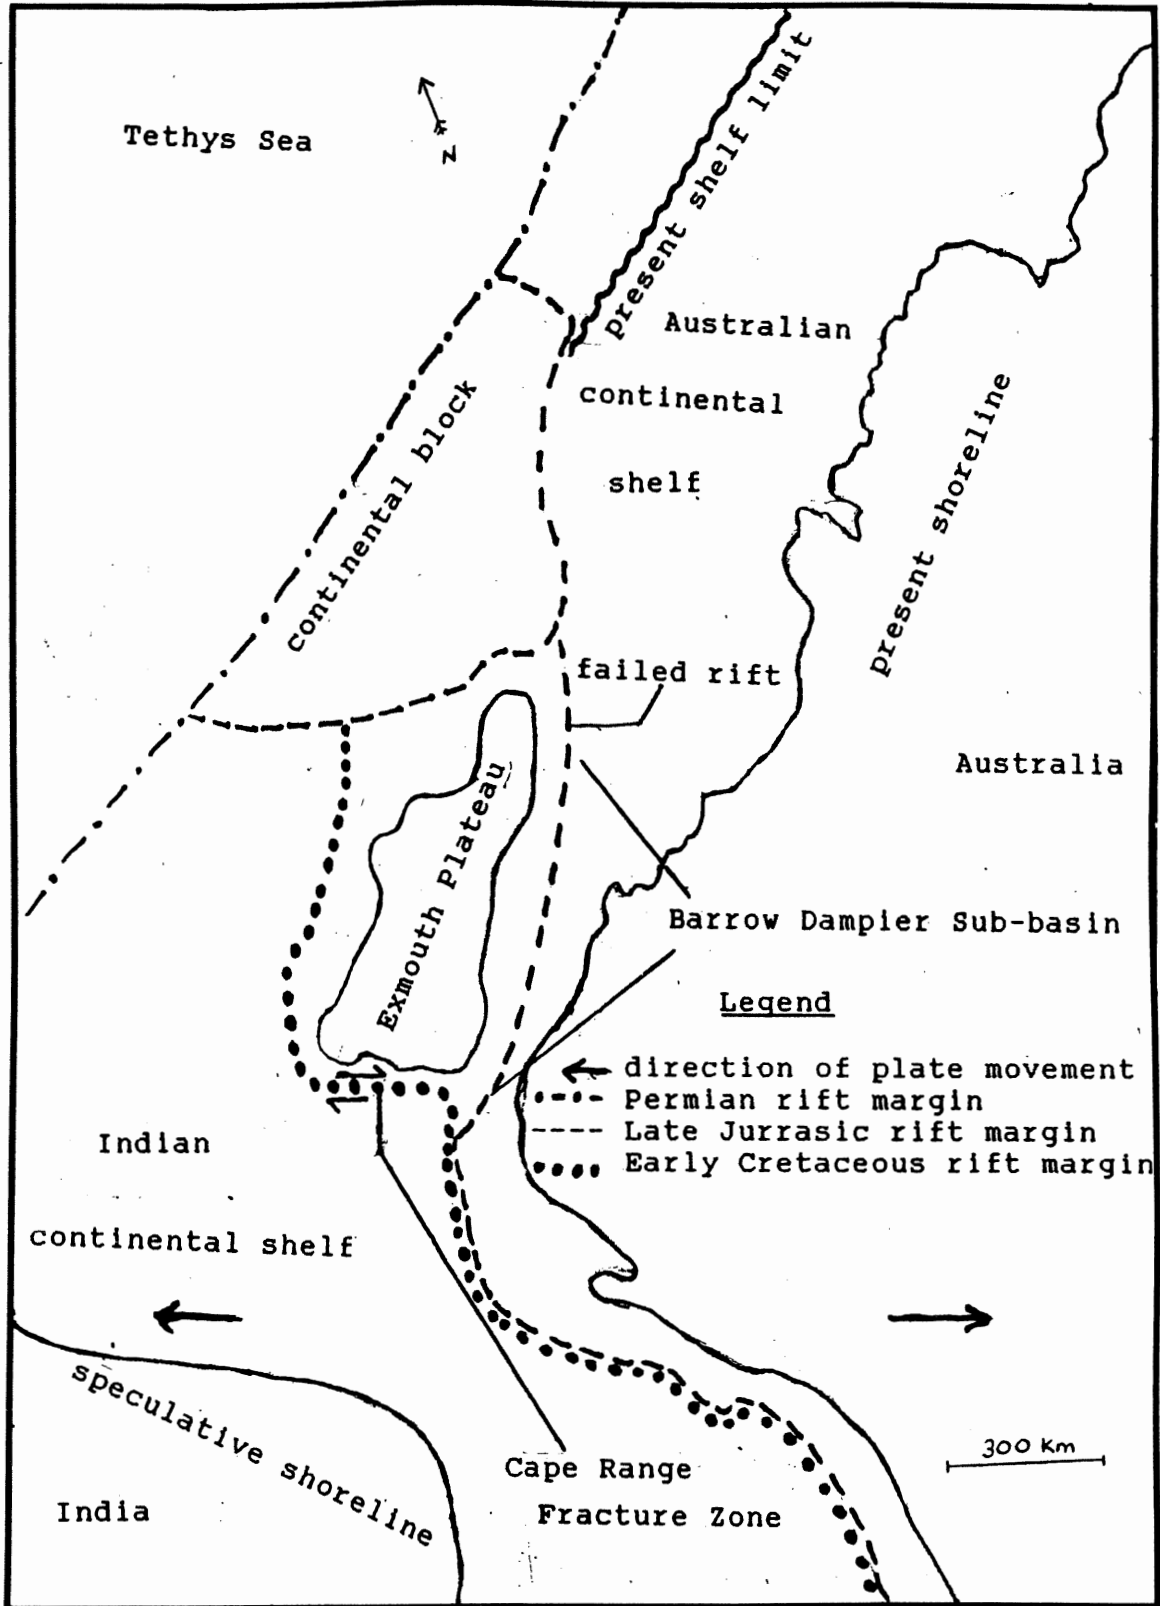 Tethys Sea
N
present shelf limit
Australian
continental
shelf
continental block
present shoreline
failed rift
Australia
Exmouth Plateau
Barrow Dampier Sub-basin
Legend
direction of plate movement
Permian rift margin
Late Jurrasic rift margin
Early Cretaceous rift margin
Indian
continental shelf
speculative shoreline
300 Km
Cape Range
Fracture Zone
India